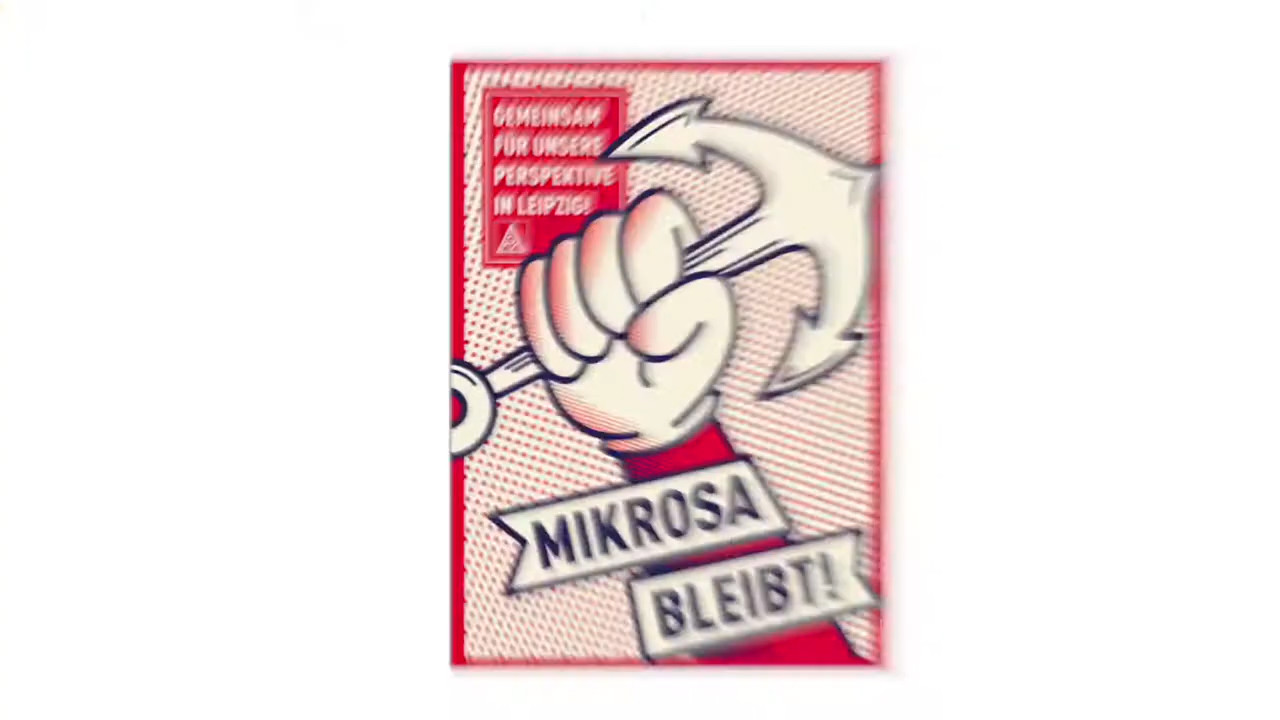 GEMEINSAM
FÜR UNSERE
PERSPEKTIVE
IN LEIPZIG!
MIKROSA
BLEIBT!